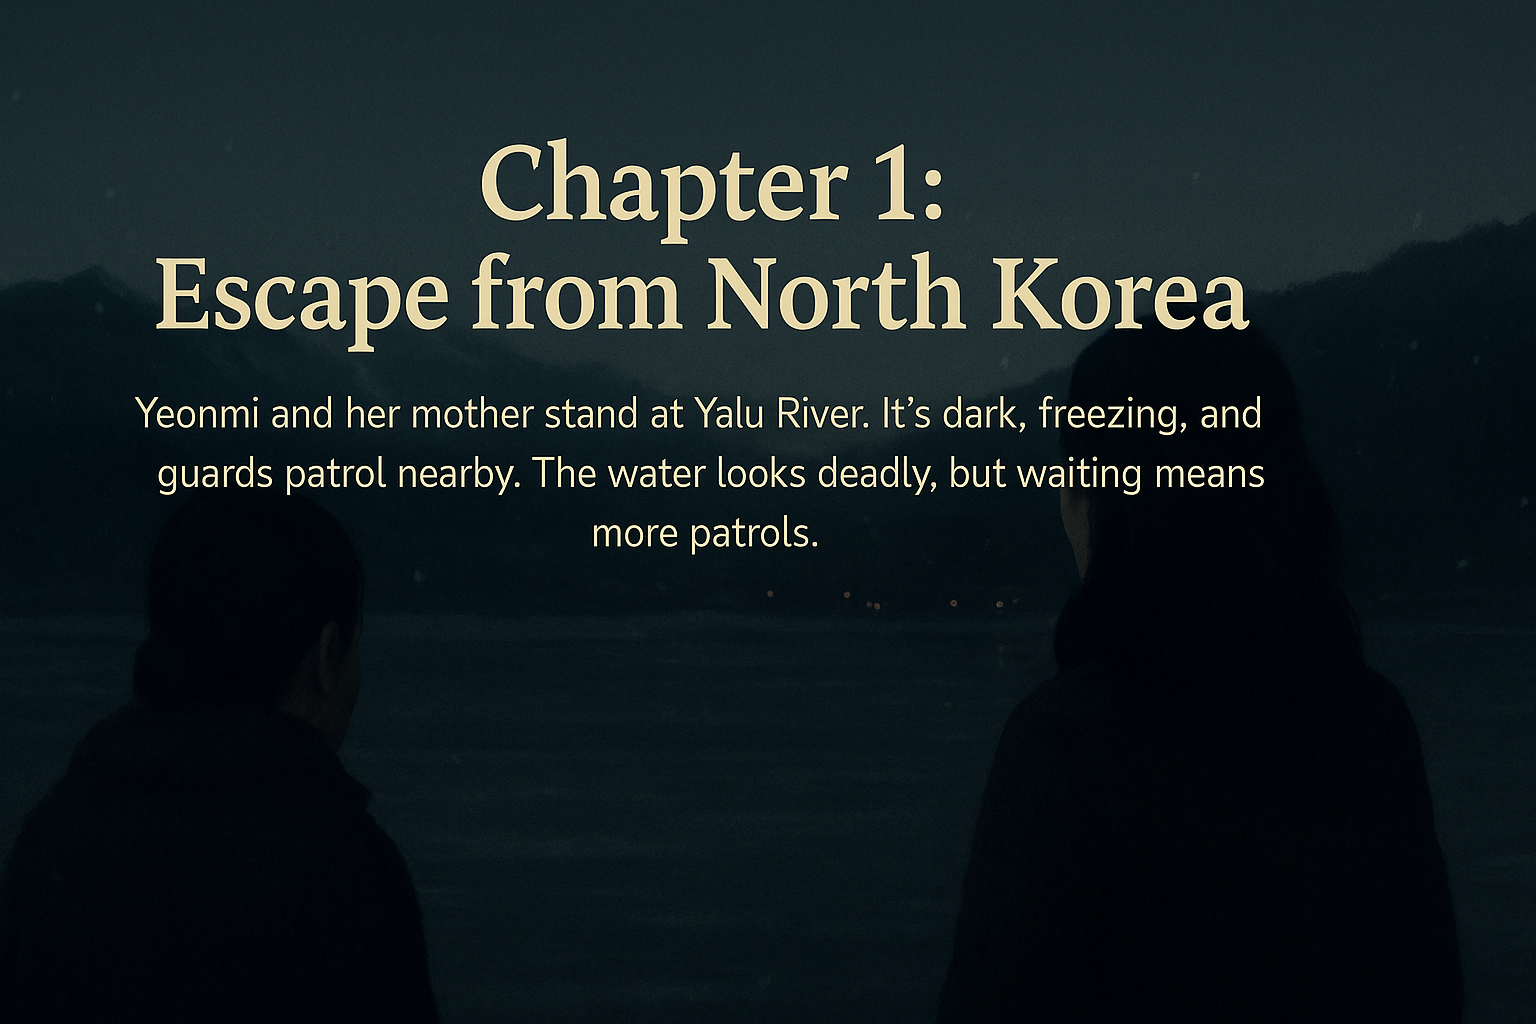 Chapter 1:
Escape from North Korea
Yeonmi and her mother stand at Yalu River. It’s dark, freezing, and
guards patrol nearby. The water looks deadly, but waiting means
more patrols.